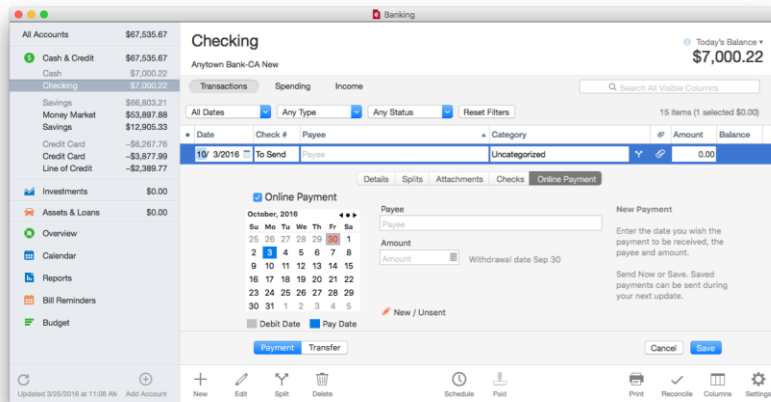 Banking
All Accounts $67,535.67
Cash & Credit $67,535.67
Cash $7,000.22
Checking $7,000.22
Savings $66,803.21
Money Market $53,897.88
Savings $12,905.33
Credit Card -$6,267.76
Credit Card -$3,877.99
Line of Credit -$2,389.77
Investments $0.00
Assets & Loans $0.00
Overview
Calendar
Reports
Bill Reminders
Budget
Updated 3/25/2016 at 11:08 AM Add Account
Checking
Anytown Bank-CA New
Today's Balance
$7,000.22
Transactions Spending Income
Search All Visible Columns
All Dates Any Type Any Status Reset Filters 15 items (1 selected $0.00)
Date Check # Payee Category Amount Balance
10/ 3/2016 To Send Payee Uncategorized 0.00
Details Splits Attachments Checks Online Payment
Online Payment
October, 2016
Su Mo Tu We Th Fr Sa
25 26 27 28 29 30 1
2 3 4 5 6 7 8
9 10 11 12 13 14 15
16 17 18 19 20 21 22
23 24 25 26 27 28 29
30 31 1 2 3 4 5
Debit Date Pay Date
Payee
Payee
Amount
Amount Withdrawal date Sep 30
New / Unsent
New Payment
Enter the date you wish the
payment to be received, the
payee and amount.
Send Now or Save. Saved
payments can be sent during
your next update.
Payment Transfer Cancel Save
New Edit Split Delete Schedule Paid Print Reconcile Columns Settings